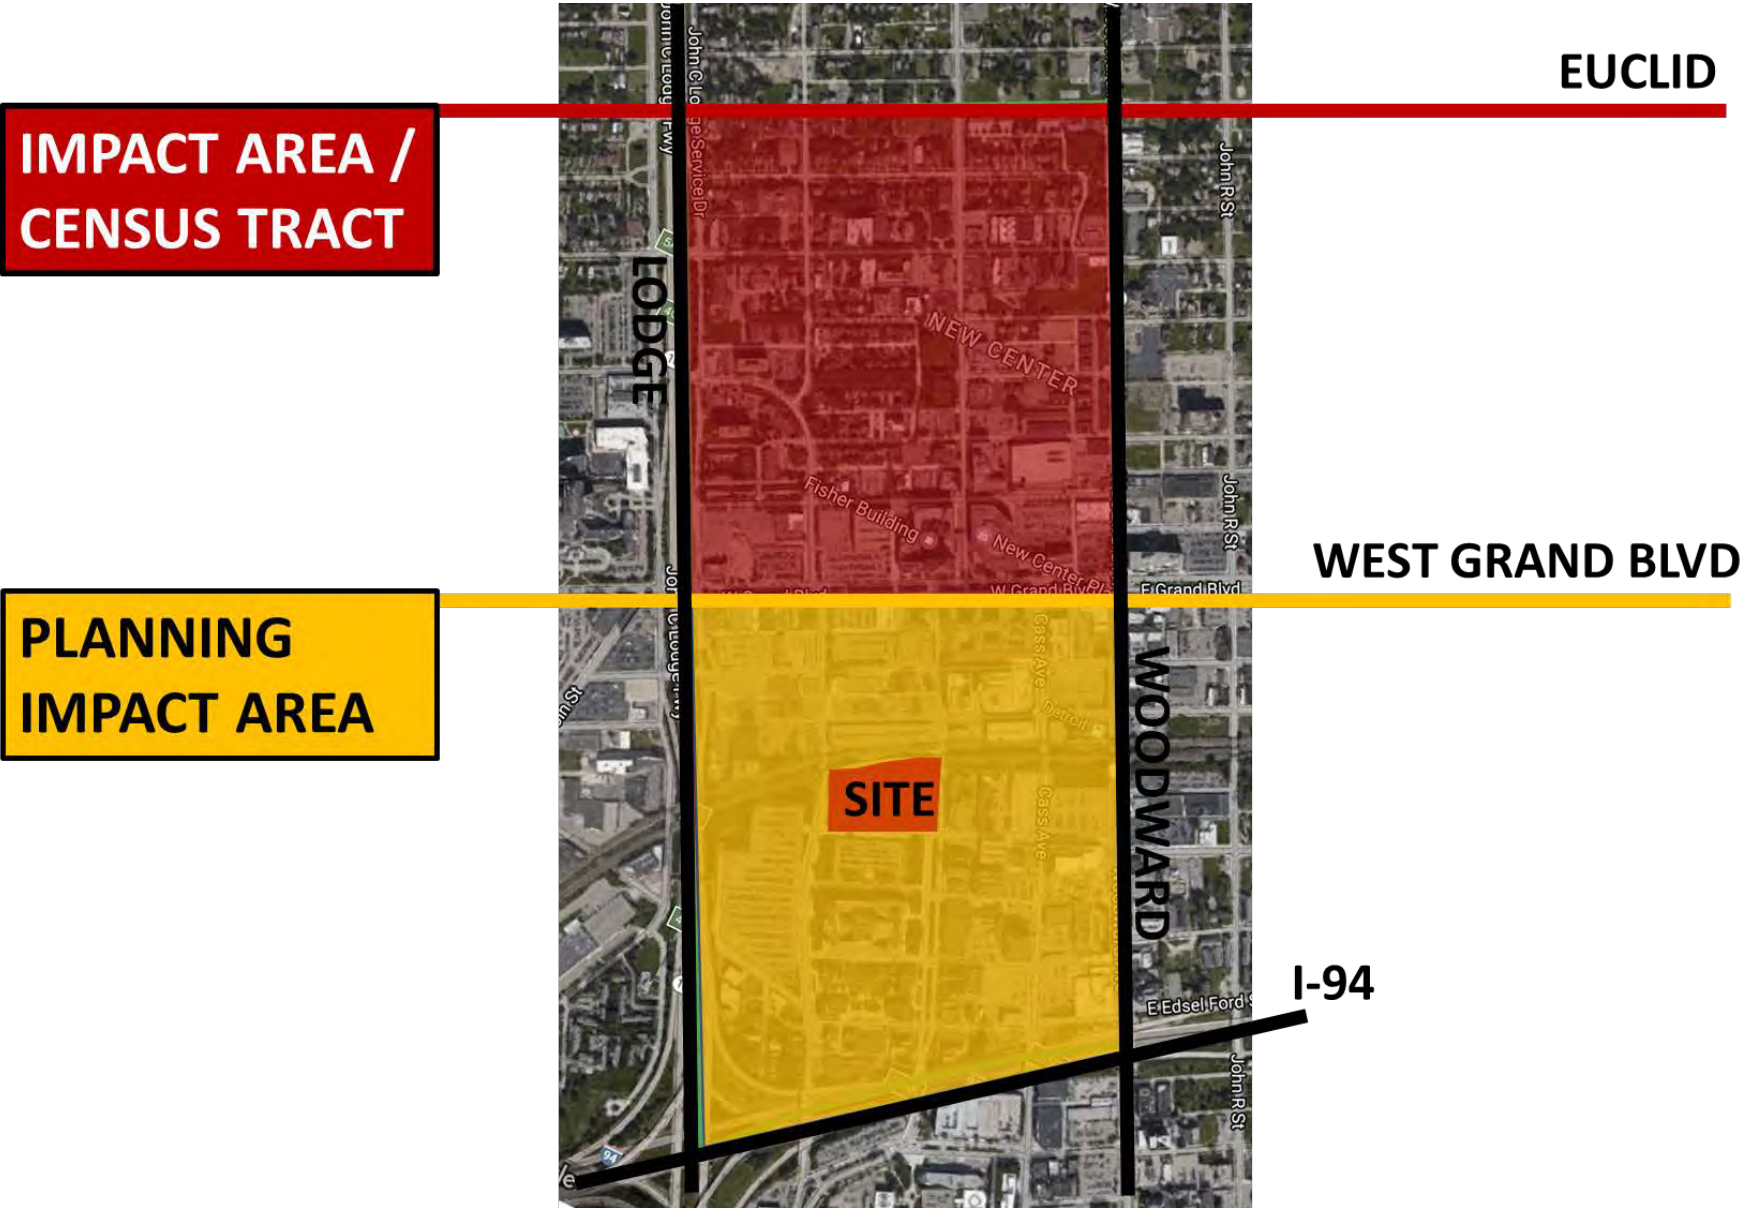 EUCLID
IMPACT AREA /
CENSUS TRACT
John C Lodge Service Dr
John R St
LODGE
NEW CENTER
Fisher Building
New Center Pl
John R St
WEST GRAND BLVD
W Grand Blvd
E Grand Blvd
PLANNING
IMPACT AREA
Cass Ave
WOODWARD
Detroit
SITE
Cass Ave
I-94
E Edsel Ford
John R St
94